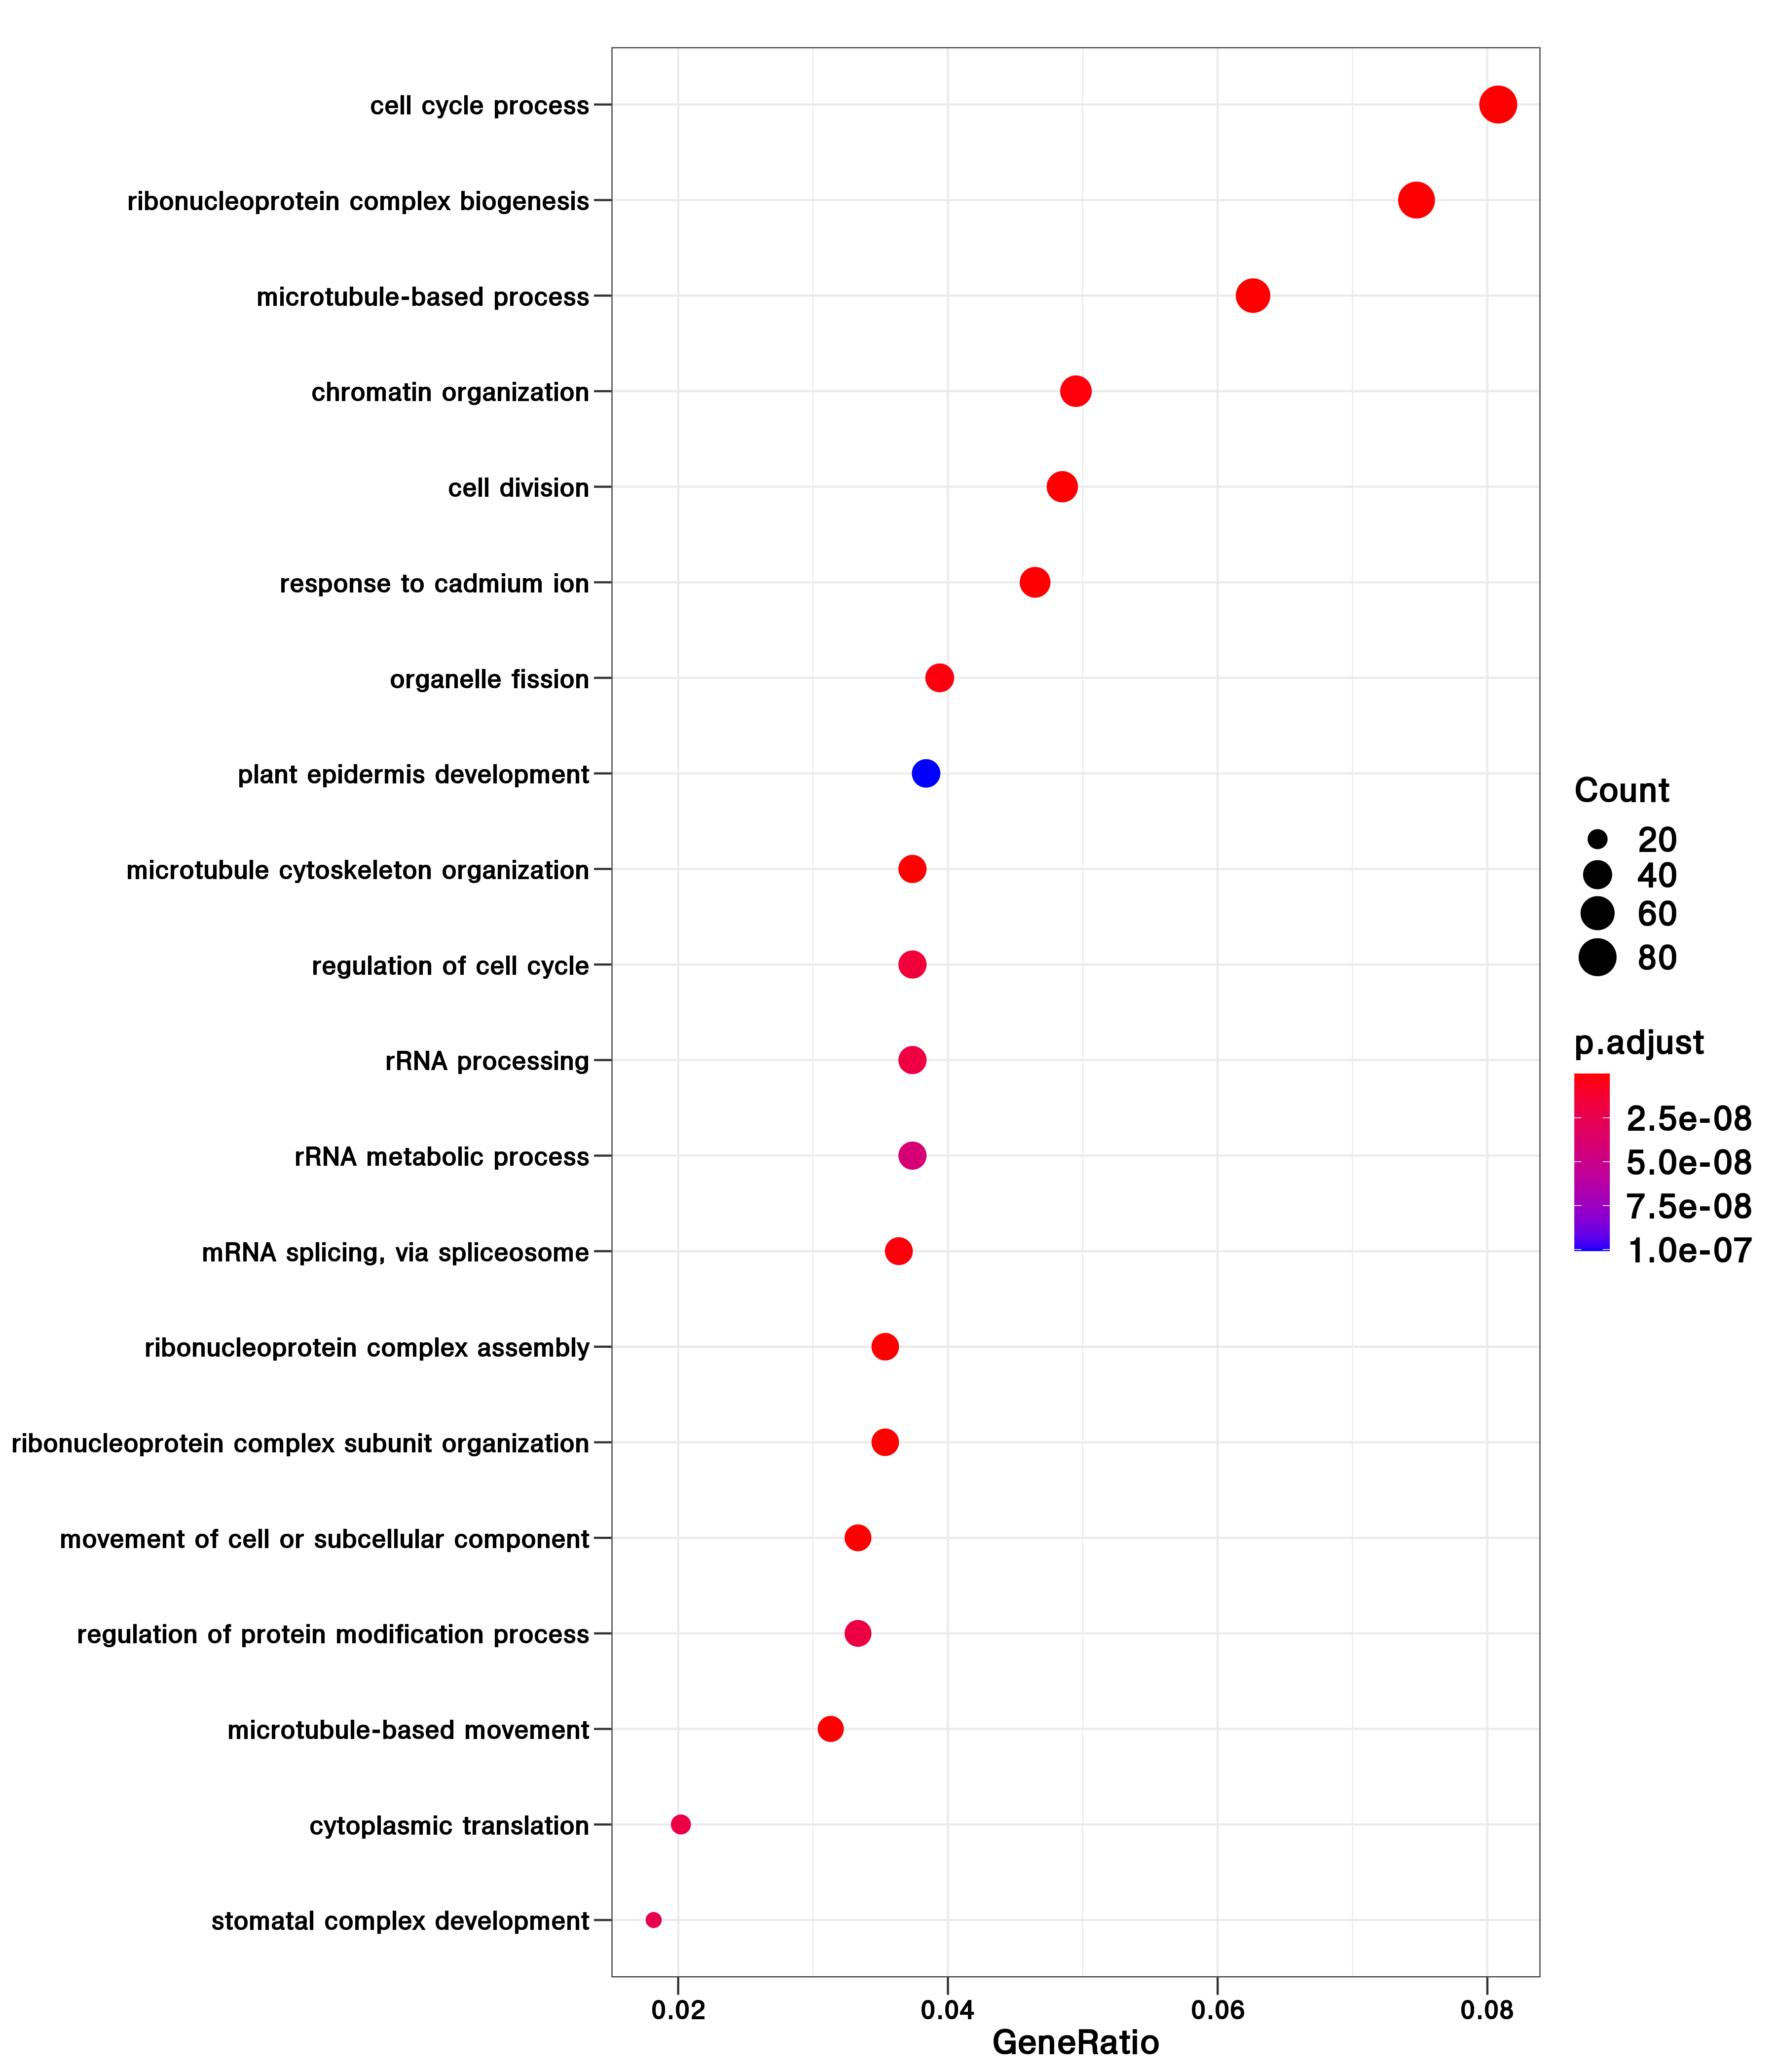 cell cycle process
ribonucleoprotein complex biogenesis
microtubule-based process
chromatin organization
cell division
response to cadmium ion
organelle fission
plant epidermis development
microtubule cytoskeleton organization
regulation of cell cycle
rRNA processing
rRNA metabolic process
mRNA splicing, via spliceosome
ribonucleoprotein complex assembly
ribonucleoprotein complex subunit organization
movement of cell or subcellular component
regulation of protein modification process
microtubule-based movement
cytoplasmic translation
stomatal complex development
0.02 0.04 0.06 0.08
GeneRatio
Count
20
40
60
80
p.adjust
2.5e-08
5.0e-08
7.5e-08
1.0e-07